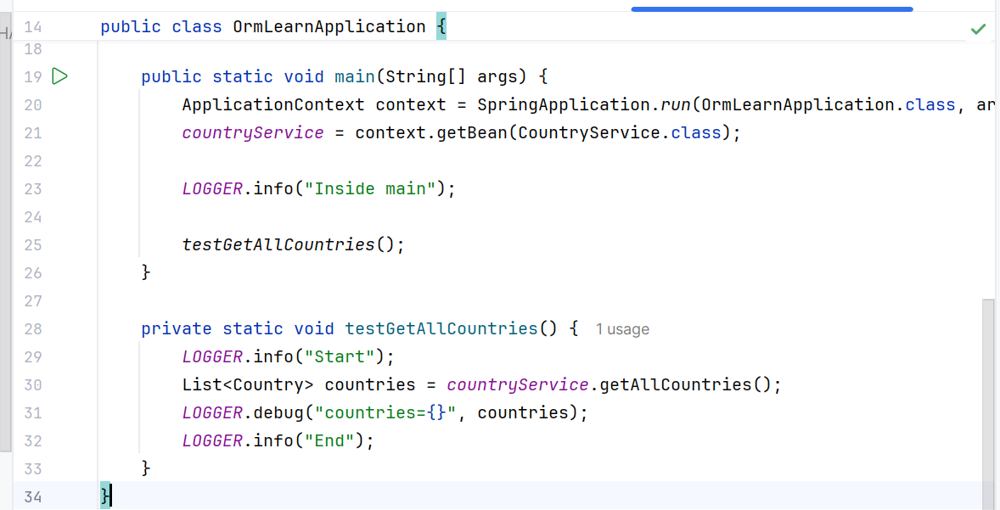 14 public class OrmLearnApplication {
18
19 public static void main(String[] args) {
20 ApplicationContext context = SpringApplication.run(OrmLearnApplication.class, ar
21 countryService = context.getBean(CountryService.class);
22
23 LOGGER.info("Inside main");
24
25 testGetAllCountries();
26 }
27
28 private static void testGetAllCountries() { 1 usage
29 LOGGER.info("Start");
30 List<Country> countries = countryService.getAllCountries();
31 LOGGER.debug("countries={}", countries);
32 LOGGER.info("End");
33 }
34 }